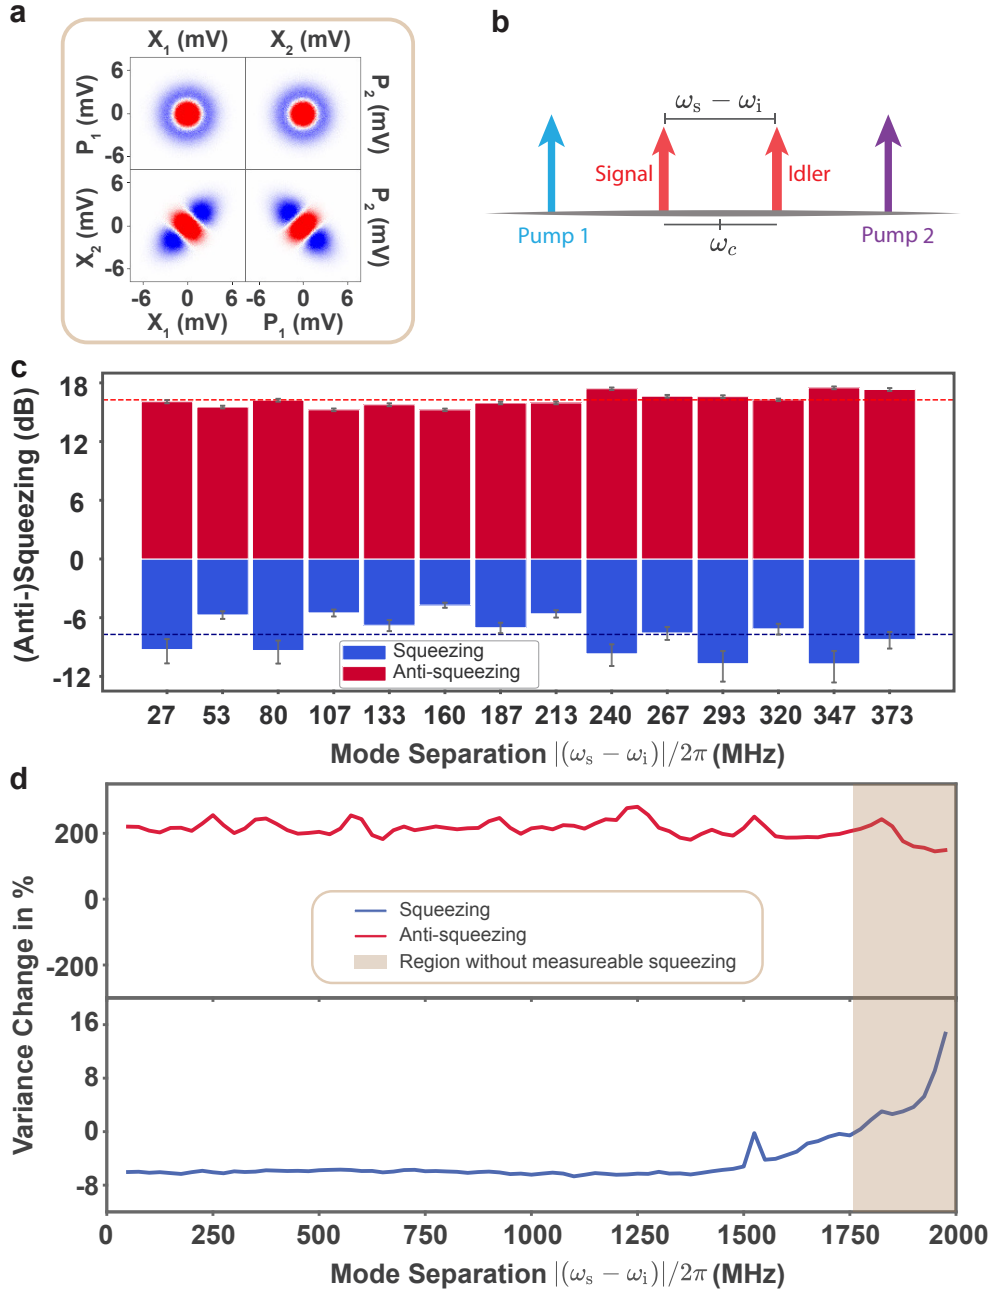 a
X1 (mV) X2 (mV)
6
0
-6
P1 (mV)
P2 (mV)
6
0
-6
X2 (mV)
P2 (mV)
-6 0 6 -6 0 6
X1 (mV) P1 (mV)
b
ωs − ωi
Signal Idler
Pump 1 ωc Pump 2
c
(Anti-)Squeezing (dB)
18
12
6
0
-6
-12
Squeezing
Anti-squeezing
27 53 80 107 133 160 187 213 240 267 293 320 347 373
Mode Separation |(ωs − ωi)|/2π (MHz)
d
Variance Change in %
200
0
-200
Squeezing
Anti-squeezing
Region without measureable squeezing
16
8
0
-8
0 250 500 750 1000 1250 1500 1750 2000
Mode Separation |(ωs − ωi)|/2π (MHz)